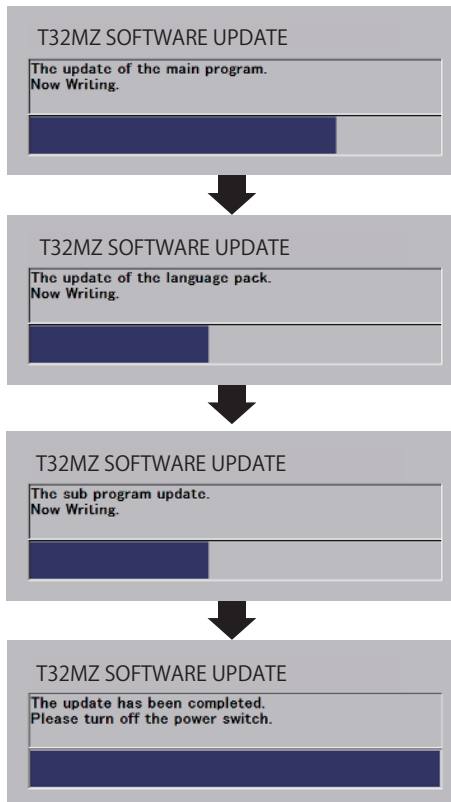 T32MZ SOFTWARE UPDATE
The update of the main program.
Now Writing.
T32MZ SOFTWARE UPDATE
The update of the language pack.
Now Writing.
T32MZ SOFTWARE UPDATE
The sub program update.
Now Writing.
T32MZ SOFTWARE UPDATE
The update has been completed.
Please turn off the power switch.